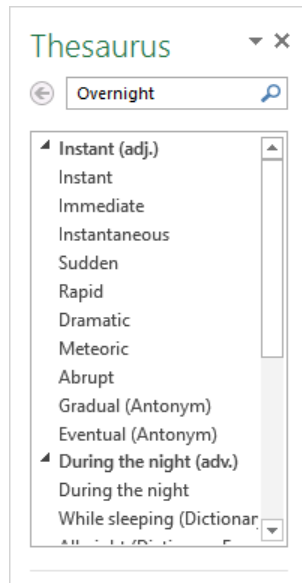 Thesaurus
Overnight
Instant (adj.)
Instant
Immediate
Instantaneous
Sudden
Rapid
Dramatic
Meteoric
Abrupt
Gradual (Antonym)
Eventual (Antonym)
During the night (adv.)
During the night
While sleeping (Dictionar